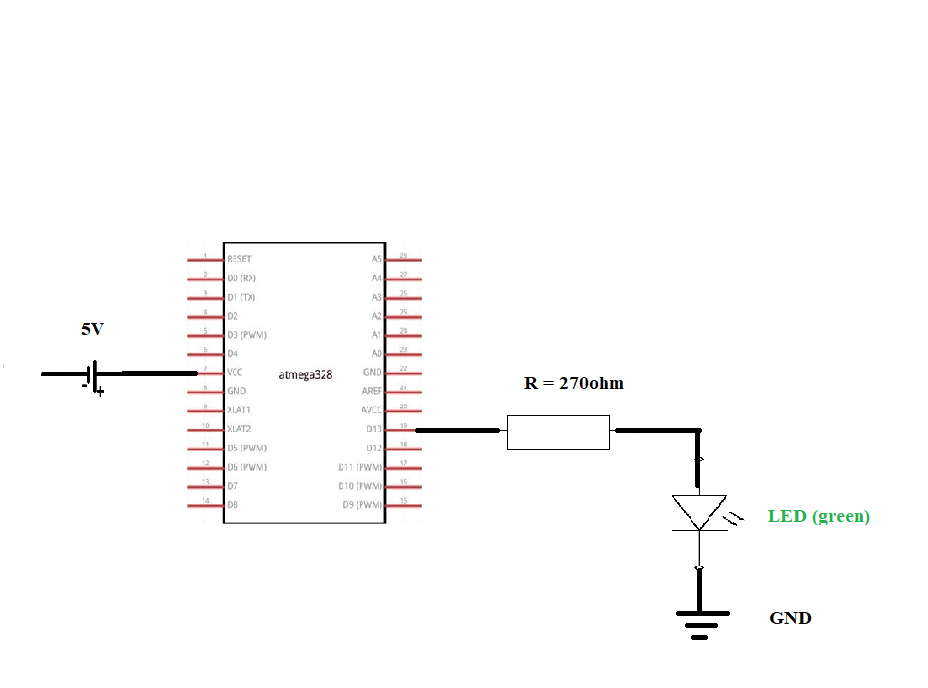 1 RESET
2 D0 (RX)
3 D1 (TX)
4 D2
5 D3 (PWM)
6 D4
7 VCC
8 GND
9 XLAT1
10 XLAT2
11 D5 (PWM)
12 D6 (PWM)
13 D7
14 D8
A5 28
A4 27
A3
A2 25
A1 24
A0 23
GND 22
AREF 21
AVCC 20
D13 19
D12 18
D11 (PWM) 17
D10 (PWM)
D9 (PWM) 15
atmega328
5V
- +
R = 270ohm
LED (green)
GND